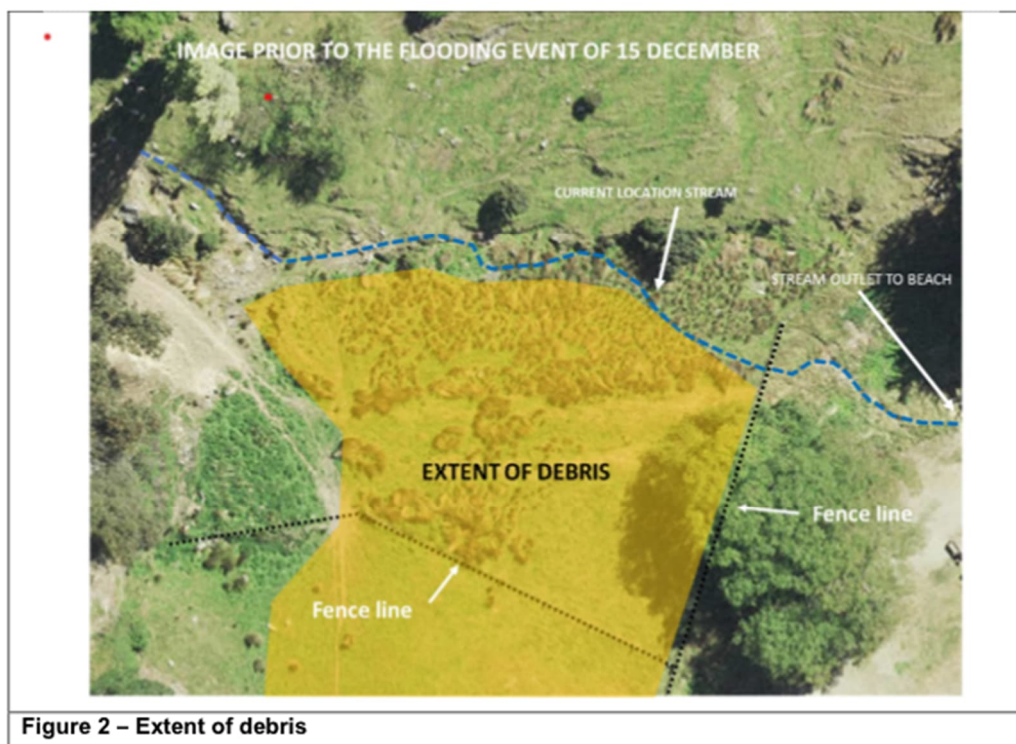 IMAGE PRIOR TO THE FLOODING EVENT OF 15 DECEMBER
CURRENT LOCATION STREAM
STREAM OUTLET TO BEACH
EXTENT OF DEBRIS
Fence line
Fence line
Figure 2 – Extent of debris